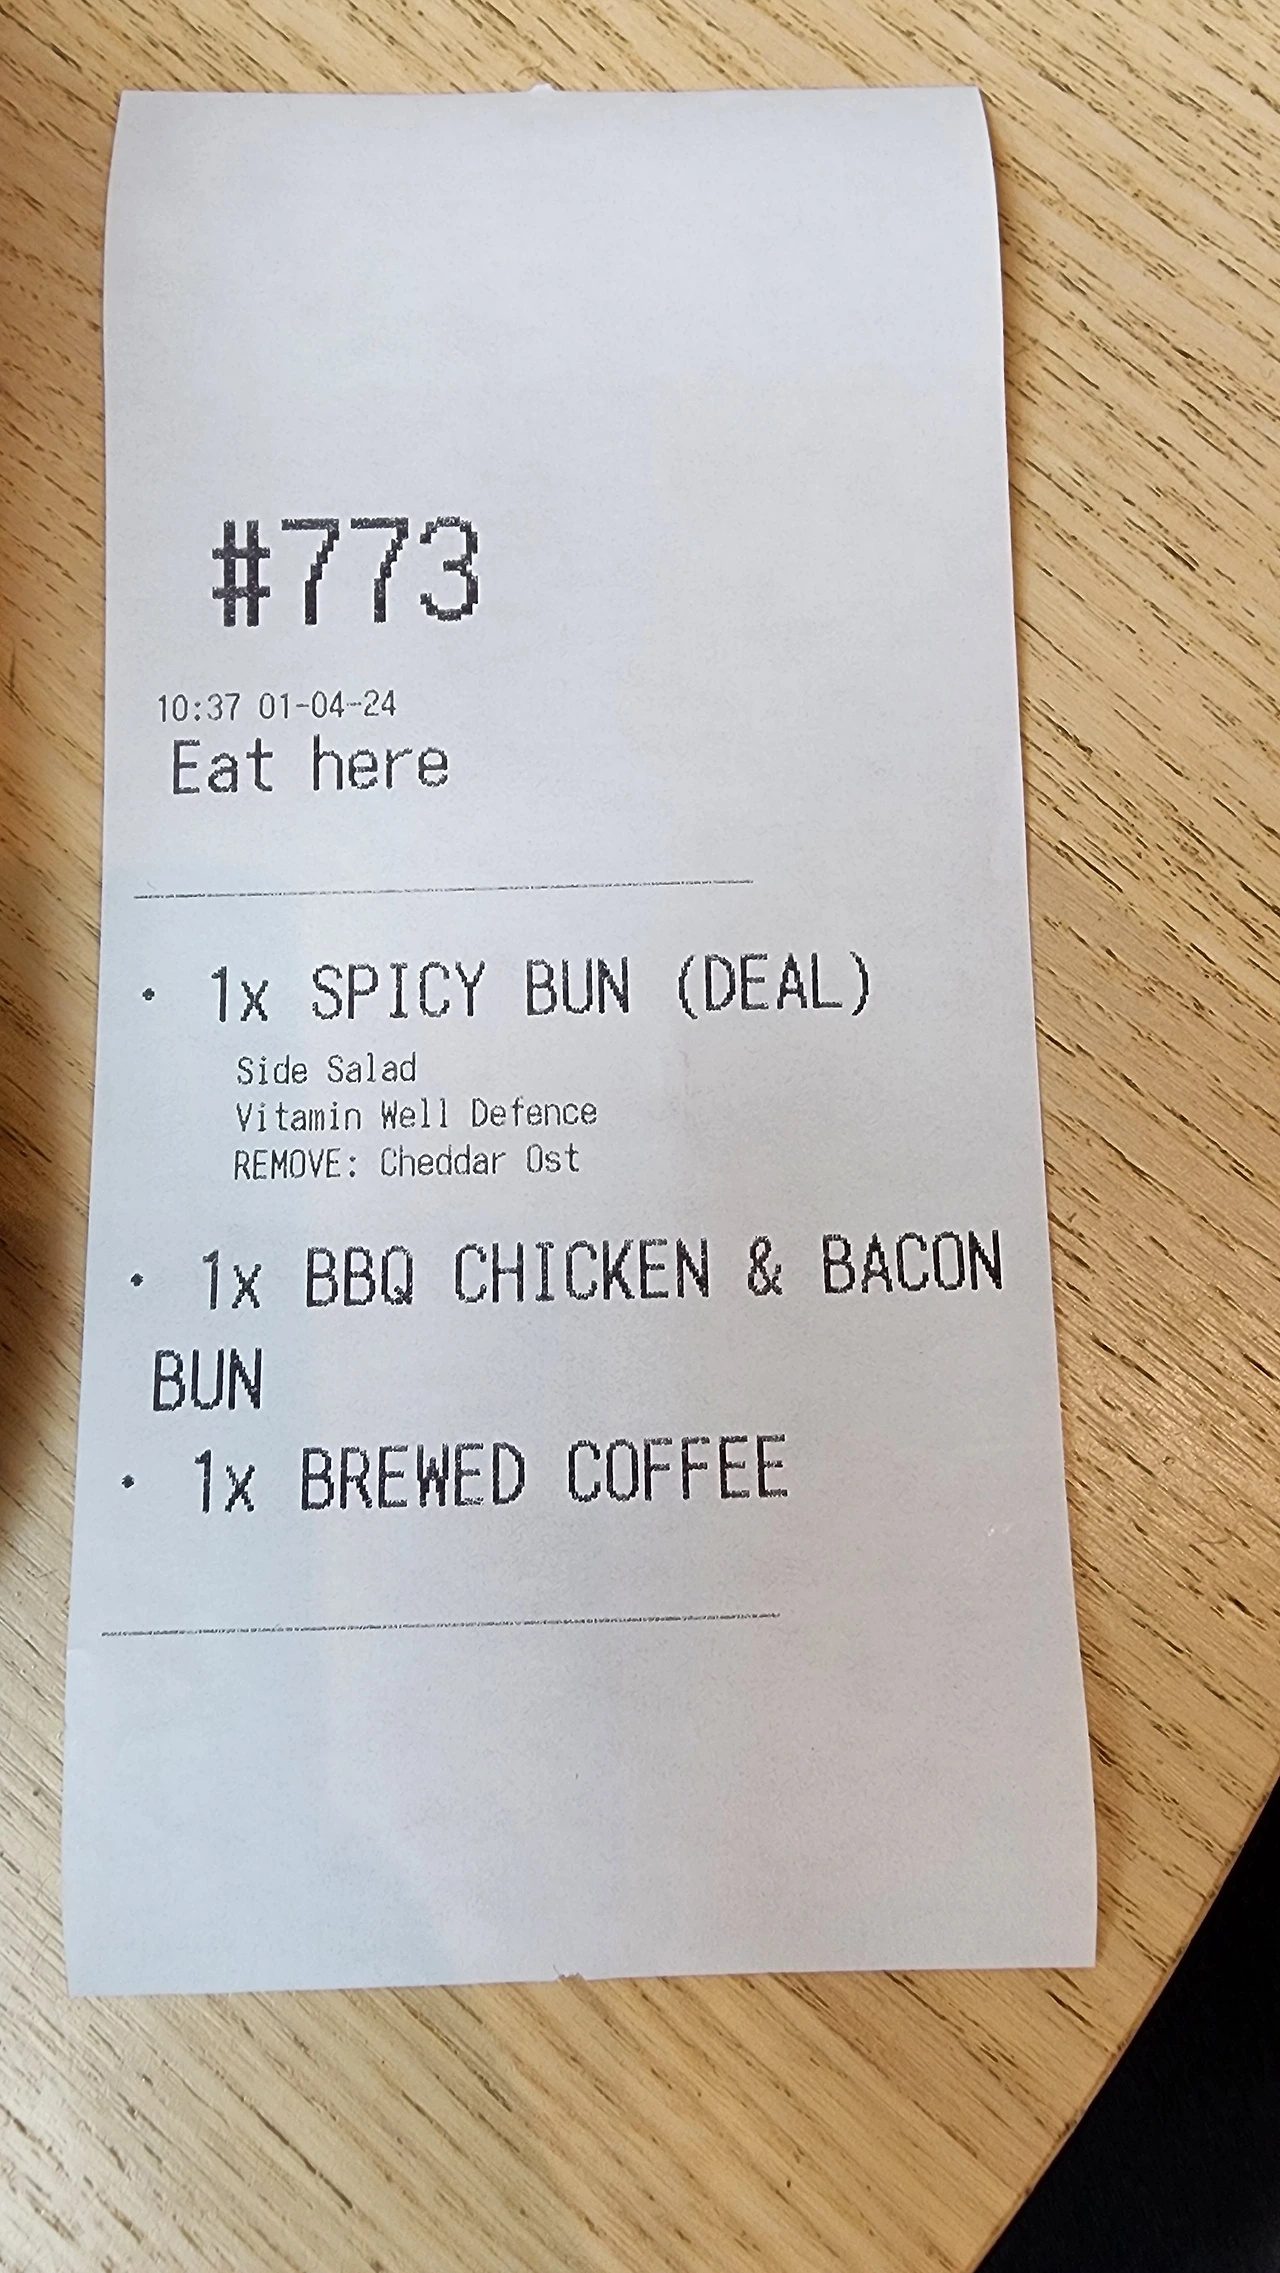 #773
10:37 01-04-24
Eat here
· 1x SPICY BUN (DEAL)
Side Salad
Vitamin Well Defence
REMOVE: Cheddar Ost
· 1x BBQ CHICKEN & BACON
BUN
· 1x BREWED COFFEE